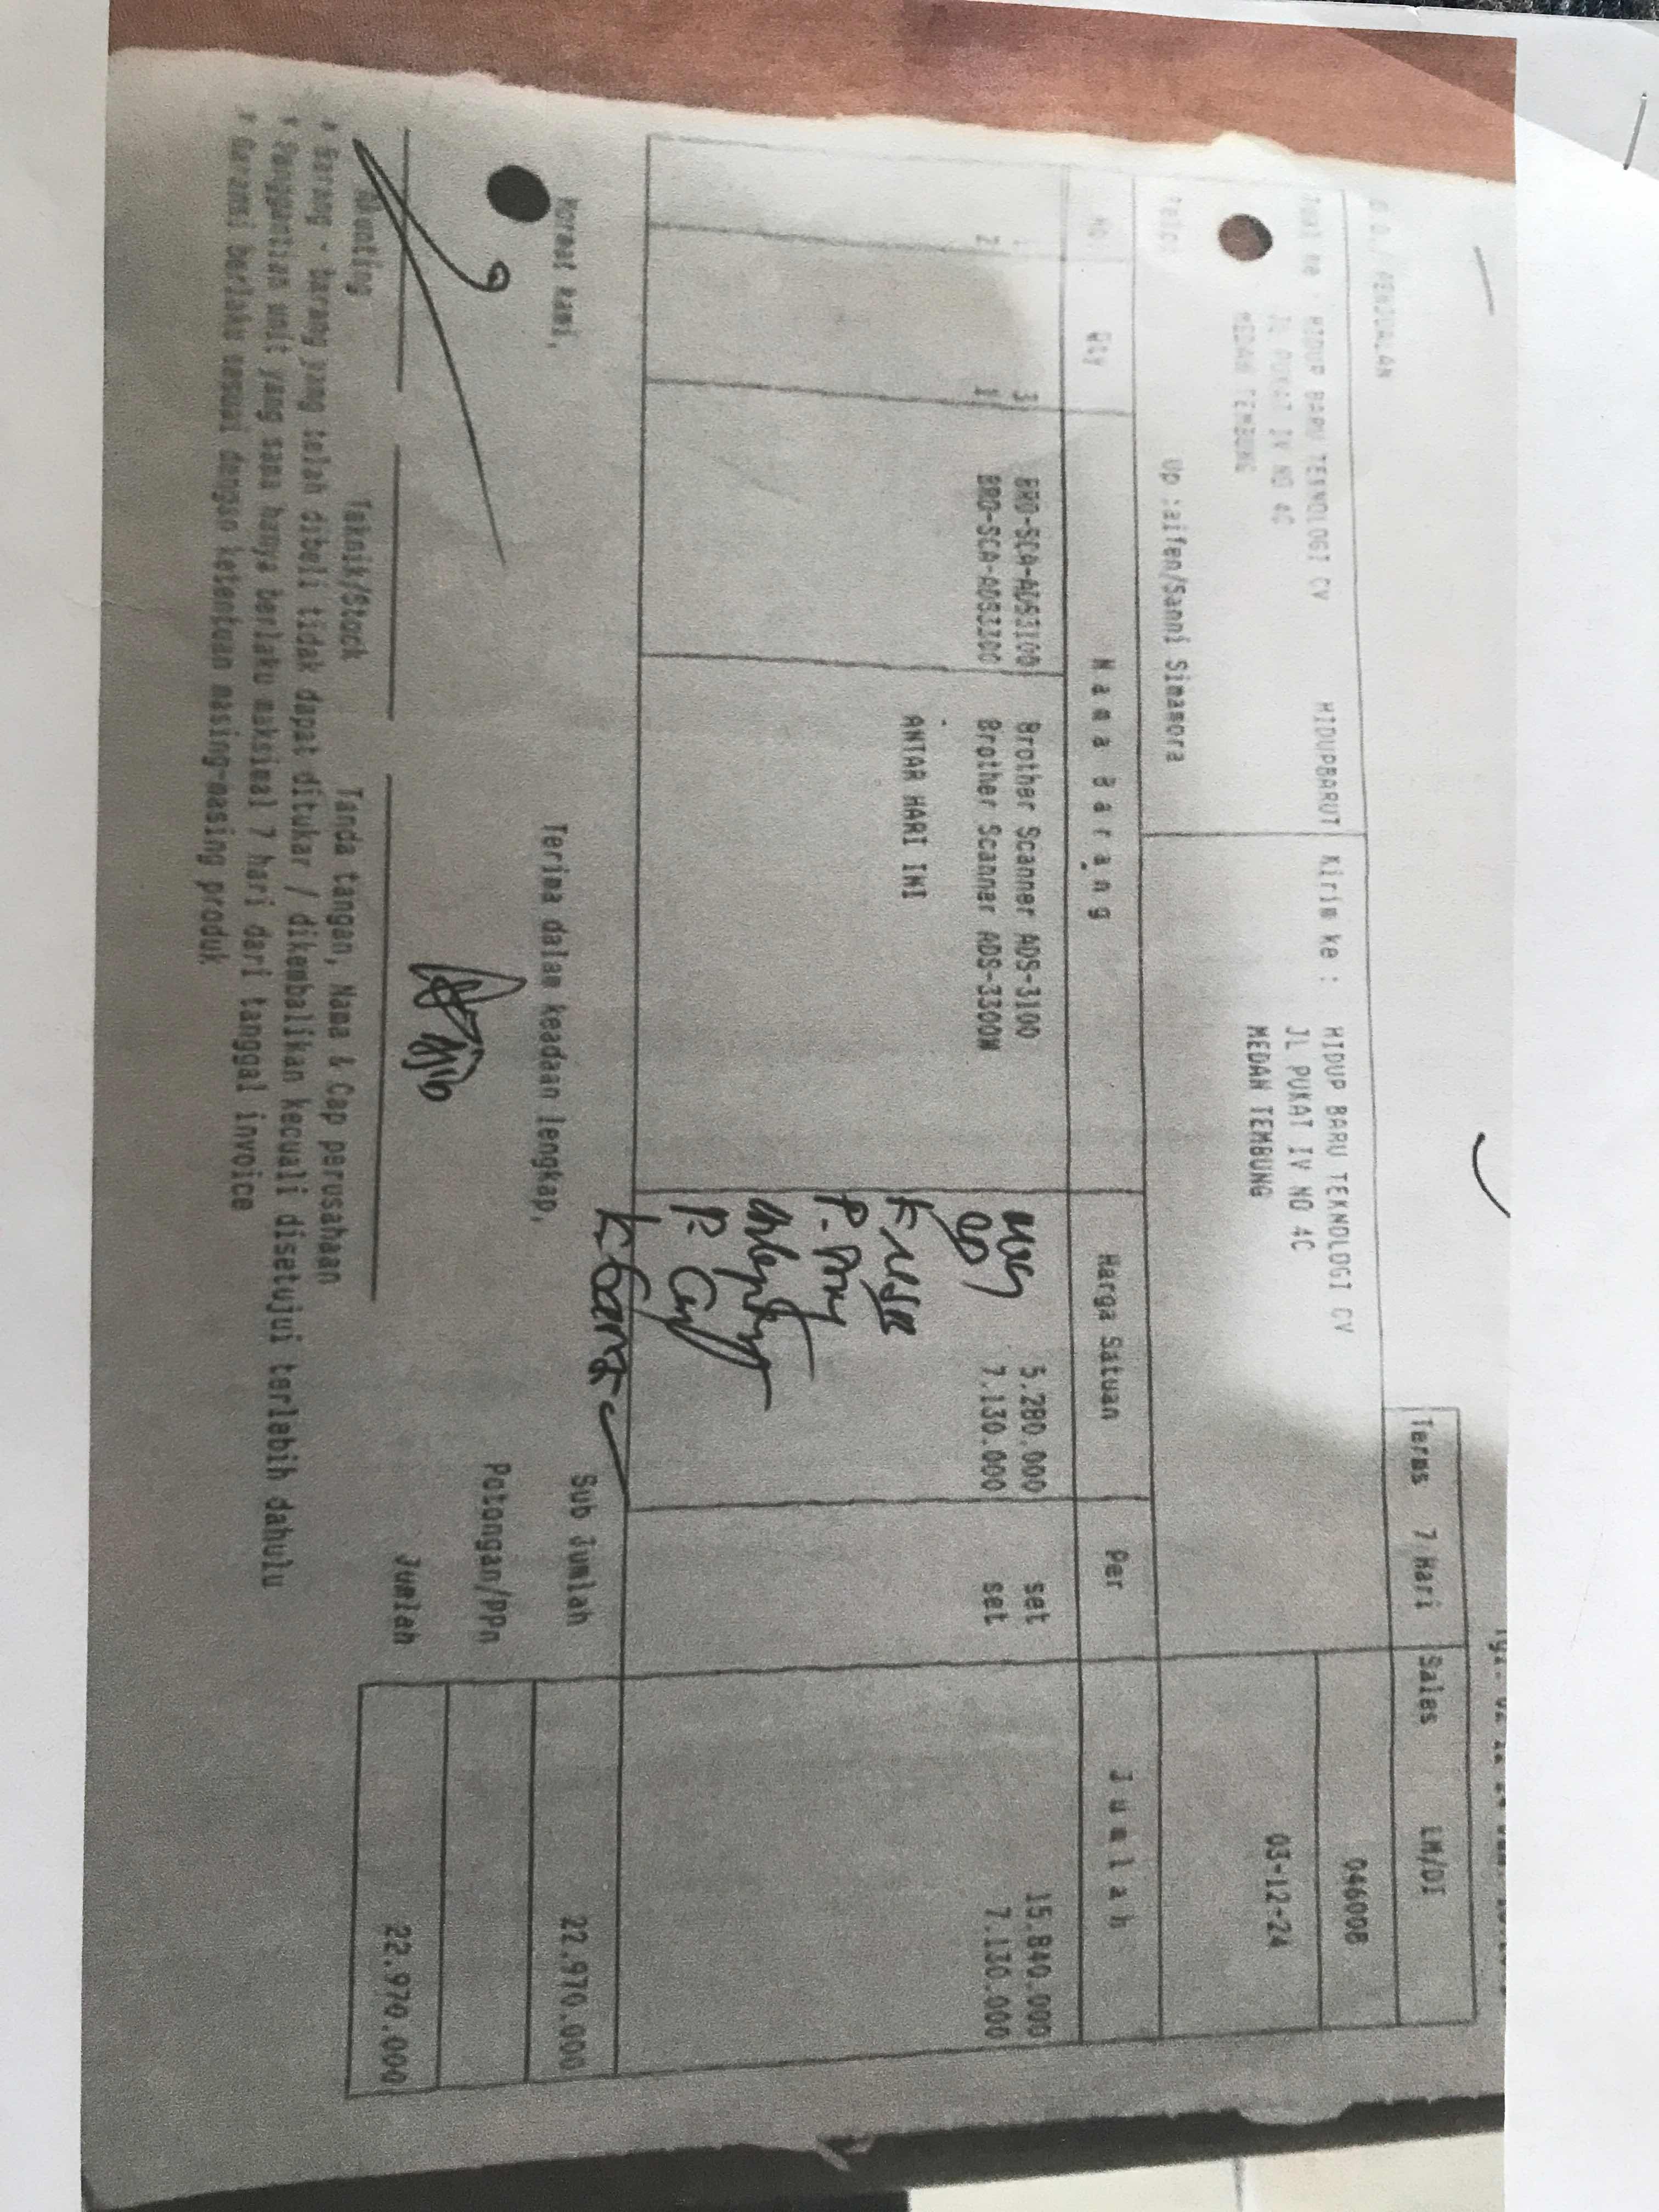 Terms 7 Hari Sales LM/DI
HIDUP BARU TEKNOLOGI CV HIDUPBARUT
JL PUKAT IV NO 4C
MEDAN TEMBUNG
Kirim ke : HIDUP BARU TEKNOLOGI CV
JL PUKAT IV NO 4C
MEDAN TEMBUNG
046008
03-12-24
Telp: Up :aifen/Sanni Simamora
No Qty Nama Barang Harga Satuan Per Jumlah
1 3 BRO-SCA-ADS3100 Brother Scanner ADS-3100 5.280.000 set 15.840.000
2 1 BRO-SCA-ADS3300 Brother Scanner ADS-3300W 7.130.000 set 7.130.000
ANTAR HARI INI
Hormat kami, Terima dalam keadaan lengkap,
Sub Jumlah 22.970.000
Potongan/PPn
Jumlah 22.970.000
Teknik/Stock Tanda tangan, Nama & Cap perusahaan
* Barang - barang yang telah dibeli tidak dapat ditukar / dikembalikan kecuali disetujui terlebih dahulu
* Penggantian unit yang sama hanya berlaku maksimal 7 hari dari tanggal invoice
* Garansi berlaku sesuai dengan ketentuan masing-masing produk